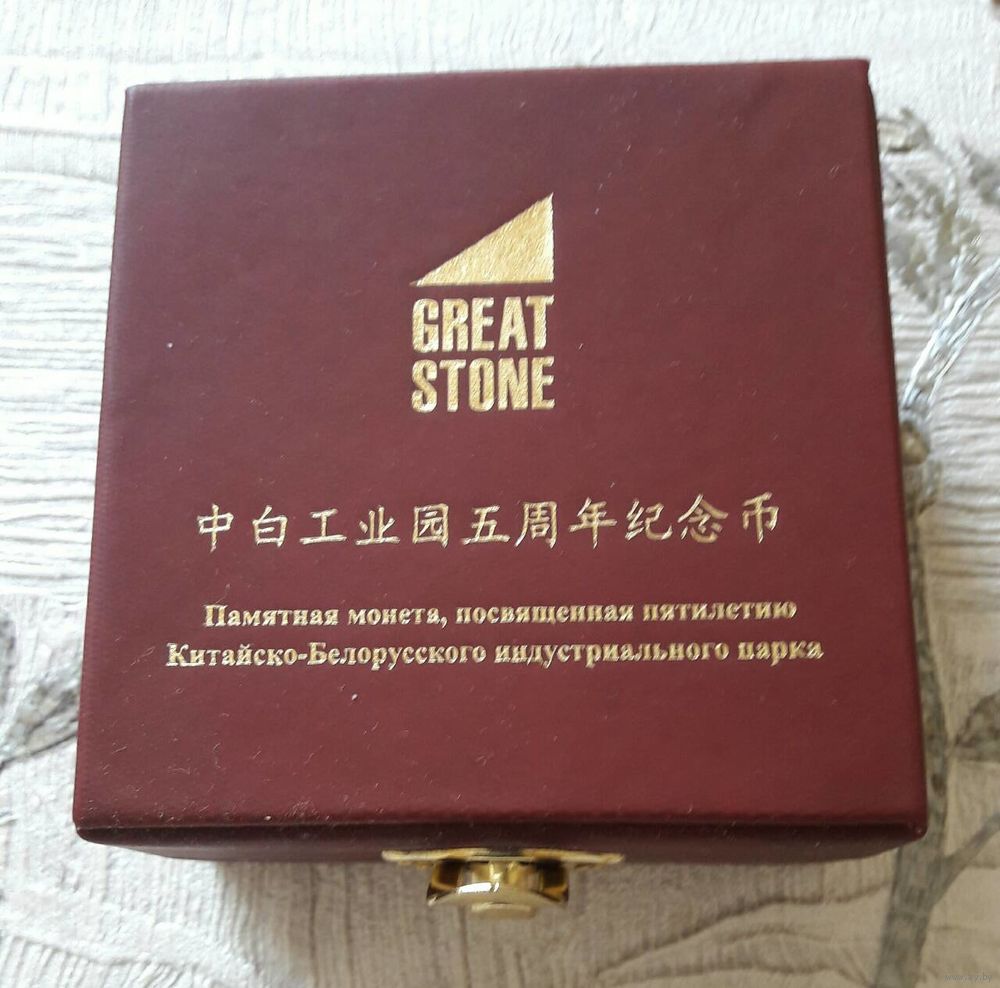 GREAT
STONE
中白工业园五周年纪念币
Памятная монета, посвященная пятилетию
Китайско-Белорусского индустриального парка